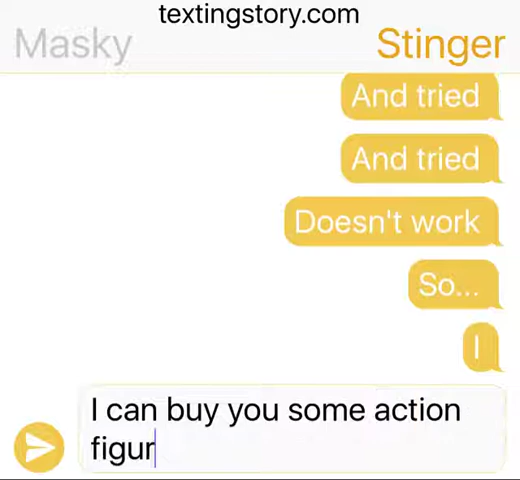 textingstory.com
Masky
Stinger
And tried
And tried
Doesn't work
So...
I
I can buy you some action
figur